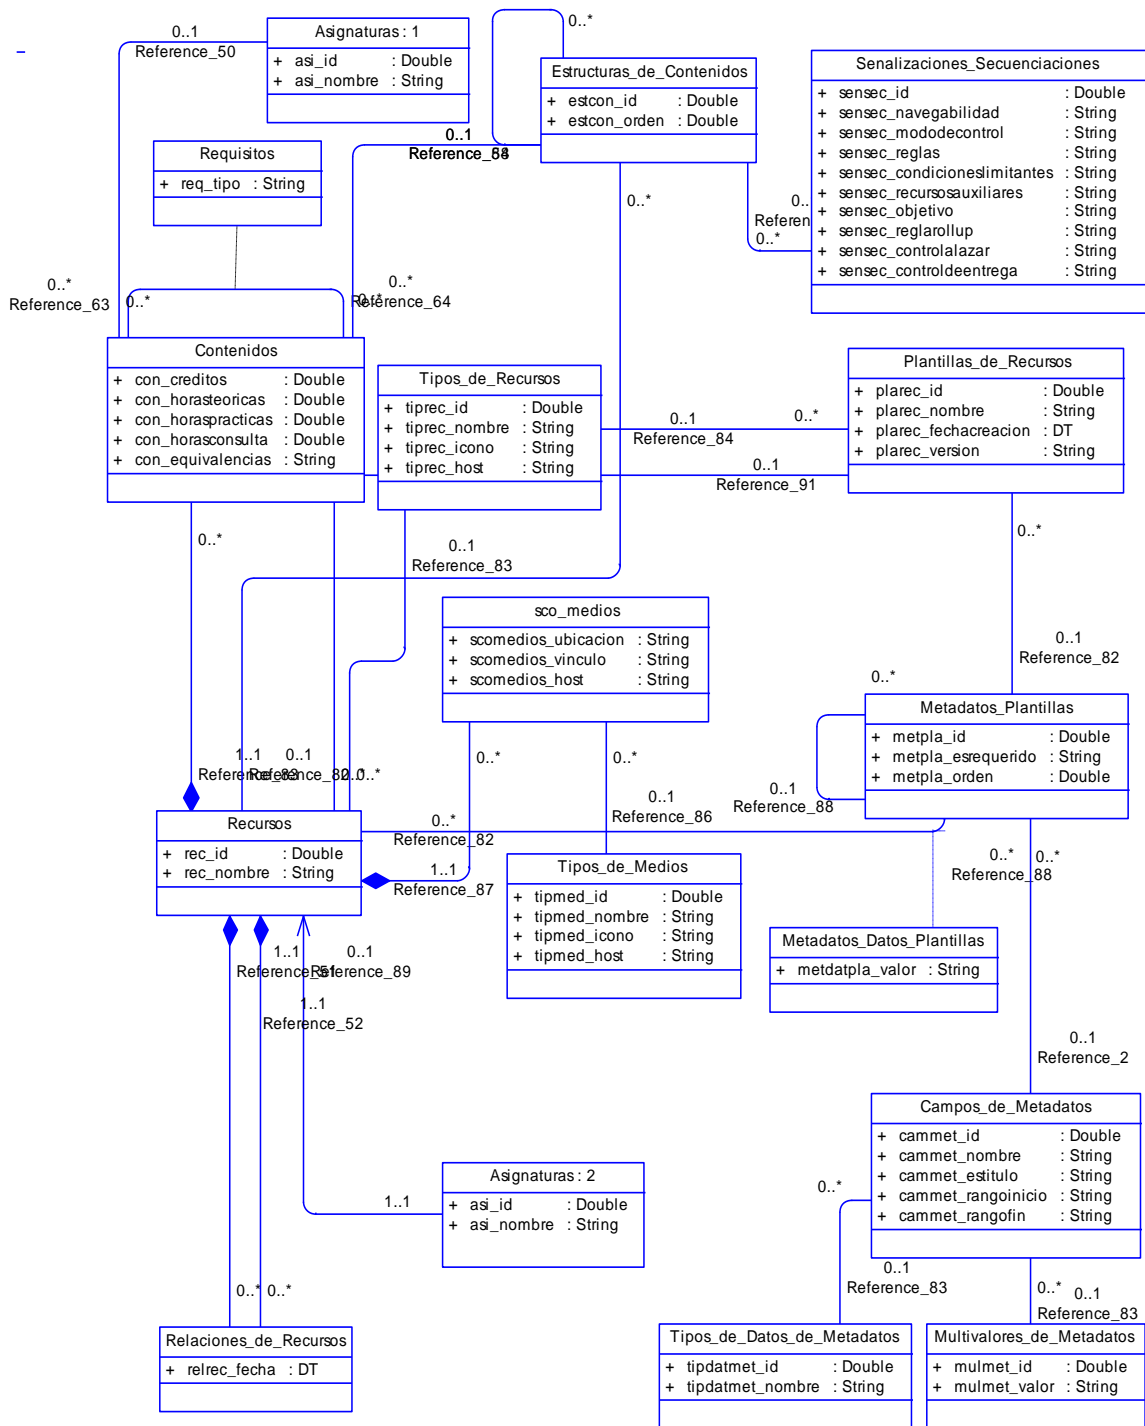 0..1
Reference_50
Asignaturas : 1
+ asi_id : Double
+ asi_nombre : String
0..*
Estructuras_de_Contenidos
+ estcon_id : Double
+ estcon_orden : Double
Senalizaciones_Secuenciaciones
+ sensec_id : Double
+ sensec_navegabilidad : String
+ sensec_mododecontrol : String
+ sensec_reglas : String
+ sensec_condicioneslimitantes : String
+ sensec_recursosauxiliares : String
+ sensec_objetivo : String
+ sensec_reglarollup : String
+ sensec_controlalazar : String
+ sensec_controldeentrega : String
0..1
0..*
0..
Referen
0..*
Requisitos
+ req_tipo : String
0..*
Reference_63
0..*
0..*
Reference_64
0..*
Contenidos
+ con_creditos : Double
+ con_horasteoricas : Double
+ con_horaspracticas : Double
+ con_horasconsulta : Double
+ con_equivalencias : String
Tipos_de_Recursos
+ tiprec_id : Double
+ tiprec_nombre : String
+ tiprec_icono : String
+ tiprec_host : String
0..1
Reference_84
0..*
0..1
Reference_91
Plantillas_de_Recursos
+ plarec_id : Double
+ plarec_nombre : String
+ plarec_fechacreacion : DT
+ plarec_version : String
0..*
0..*
0..1
Reference_83
sco_medios
+ scomedios_ubicacion : String
+ scomedios_vinculo : String
+ scomedios_host : String
0..1
Reference_82
0..*
Metadatos_Plantillas
+ metpla_id : Double
+ metpla_esrequerido : String
+ metpla_orden : Double
1..1
0..1
0..*
0..*
0..*
0..1
Reference_86
0..1
Reference_88
Recursos
+ rec_id : Double
+ rec_nombre : String
0..*
Reference_82
1..1
Reference_87
Tipos_de_Medios
+ tipmed_id : Double
+ tipmed_nombre : String
+ tipmed_icono : String
+ tipmed_host : String
0..*
0..*
Reference_88
Metadatos_Datos_Plantillas
+ metdatpla_valor : String
1..1
0..1
Reference_89
1..1
Reference_52
0..1
Reference_2
Campos_de_Metadatos
+ cammet_id : Double
+ cammet_nombre : String
+ cammet_estitulo : String
+ cammet_rangoinicio : String
+ cammet_rangofin : String
Asignaturas : 2
+ asi_id : Double
+ asi_nombre : String
1..1
0..*
0..1
Reference_83
0..*
0..1
Reference_83
0..*
0..*
Relaciones_de_Recursos
+ relrec_fecha : DT
Tipos_de_Datos_de_Metadatos
+ tipdatmet_id : Double
+ tipdatmet_nombre : String
Multivalores_de_Metadatos
+ mulmet_id : Double
+ mulmet_valor : String